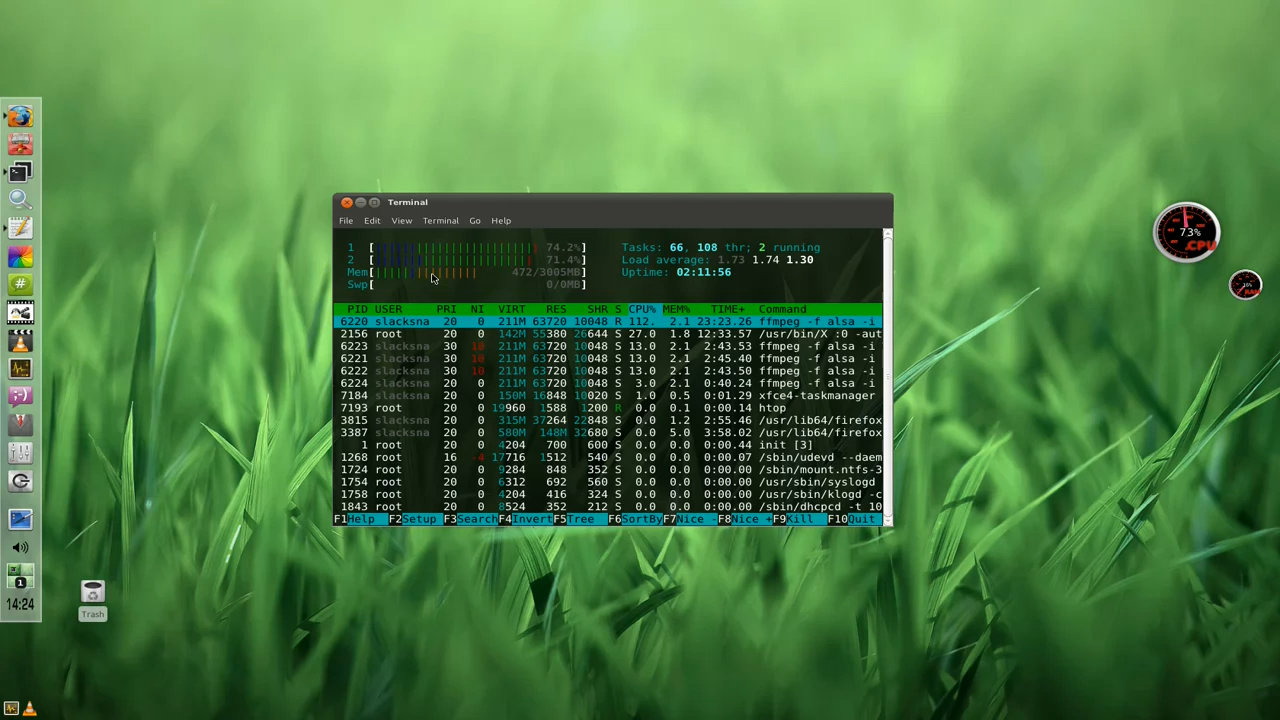 Terminal
File Edit View Terminal Go Help
1 [ 74.2%] Tasks: 66, 108 thr; 2 running
2 [ 71.4%] Load average: 1.73 1.74 1.30
Mem[ 472/3005MB] Uptime: 02:11:56
Swp[ 0/0MB]
PID USER PRI NI VIRT RES SHR S CPU% MEM% TIME+ Command
6220 slacksna 20 0 211M 63720 10048 R 112. 2.1 23:23.26 ffmpeg -f alsa -i
2156 root 20 0 142M 55380 26644 S 27.0 1.8 12:33.57 /usr/bin/X :0 -aut
6223 slacksna 30 10 211M 63720 10048 S 13.0 2.1 2:43.53 ffmpeg -f alsa -i
6221 slacksna 30 10 211M 63720 10048 S 13.0 2.1 2:45.40 ffmpeg -f alsa -i
6222 slacksna 30 10 211M 63720 10048 S 13.0 2.1 2:43.50 ffmpeg -f alsa -i
6224 slacksna 20 0 211M 63720 10048 S 3.0 2.1 0:40.24 ffmpeg -f alsa -i
7184 slacksna 20 0 150M 16848 10020 S 1.0 0.5 0:01.29 xfce4-taskmanager
7193 root 20 0 19960 1588 1200 R 0.0 0.1 0:00.14 htop
3815 slacksna 20 0 315M 37264 22848 S 0.0 1.2 2:55.46 /usr/lib64/firefox
3387 slacksna 20 0 580M 148M 32680 S 0.0 5.0 3:58.02 /usr/lib64/firefox
1 root 20 0 4204 700 600 S 0.0 0.0 0:00.44 init [3]
1268 root 16 -4 17716 1512 540 S 0.0 0.0 0:00.07 /sbin/udevd --daem
1724 root 20 0 9284 848 352 S 0.0 0.0 0:00.00 /sbin/mount.ntfs-3
1754 root 20 0 6312 692 560 S 0.0 0.0 0:00.00 /usr/sbin/syslogd
1758 root 20 0 4204 416 324 S 0.0 0.0 0:00.00 /usr/sbin/klogd -c
1843 root 20 0 8524 352 212 S 0.0 0.0 0:00.00 /sbin/dhcpcd -t 10
F1Help F2Setup F3SearchF4InvertF5Tree F6SortByF7Nice -F8Nice +F9Kill F10Quit
73%
CPU
1
14:24
Trash